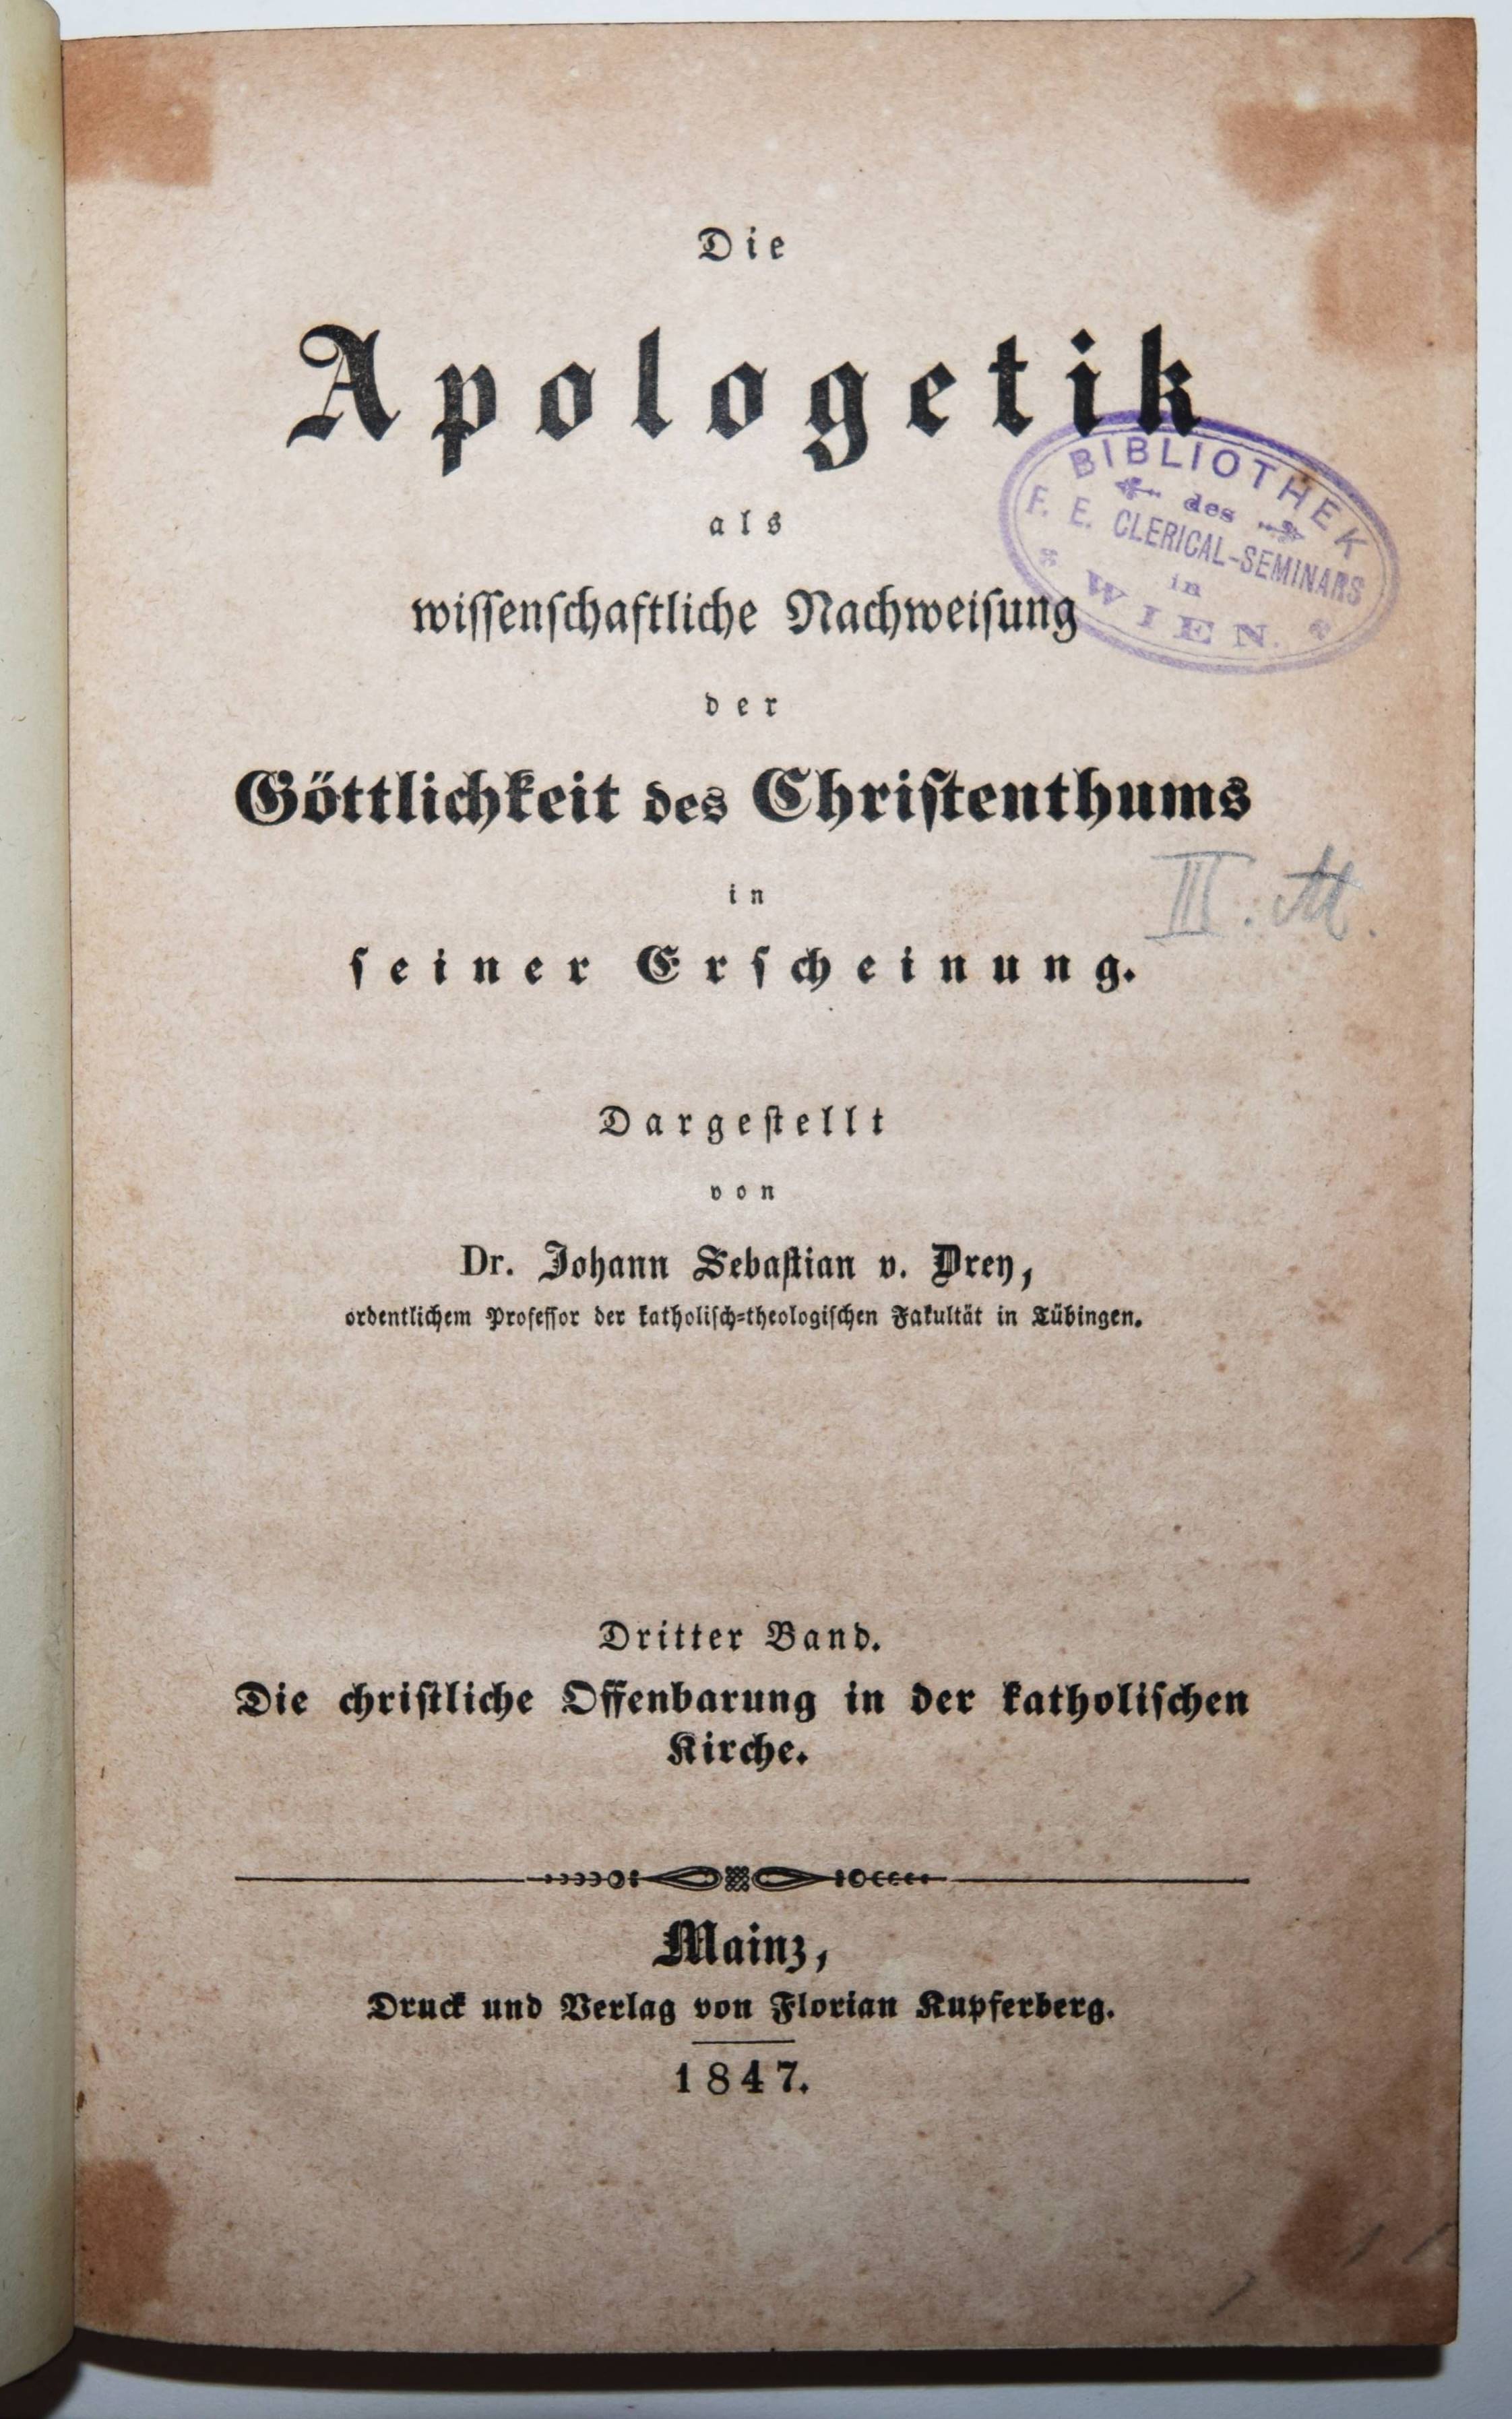 Die
Apologetik
als
wiſſenſchaftliche Nachweiſung
der
Göttlichkeit des Chriſtenthums
in
ſeiner Erſcheinung.
Dargeſtellt
von
Dr. Johann Sebaſtian v. Drey,
ordentlichem Profeſſor der katholiſch-theologiſchen Fakultät in Tübingen.
Dritter Band.
Die chriſtliche Offenbarung in der katholiſchen
Kirche.
Mainz,
Druck und Verlag von Florian Kupferberg.
1847.
BIBLIOTHEK
des
F. E. CLERICAL-SEMINARS
in
WIEN.
III. M.